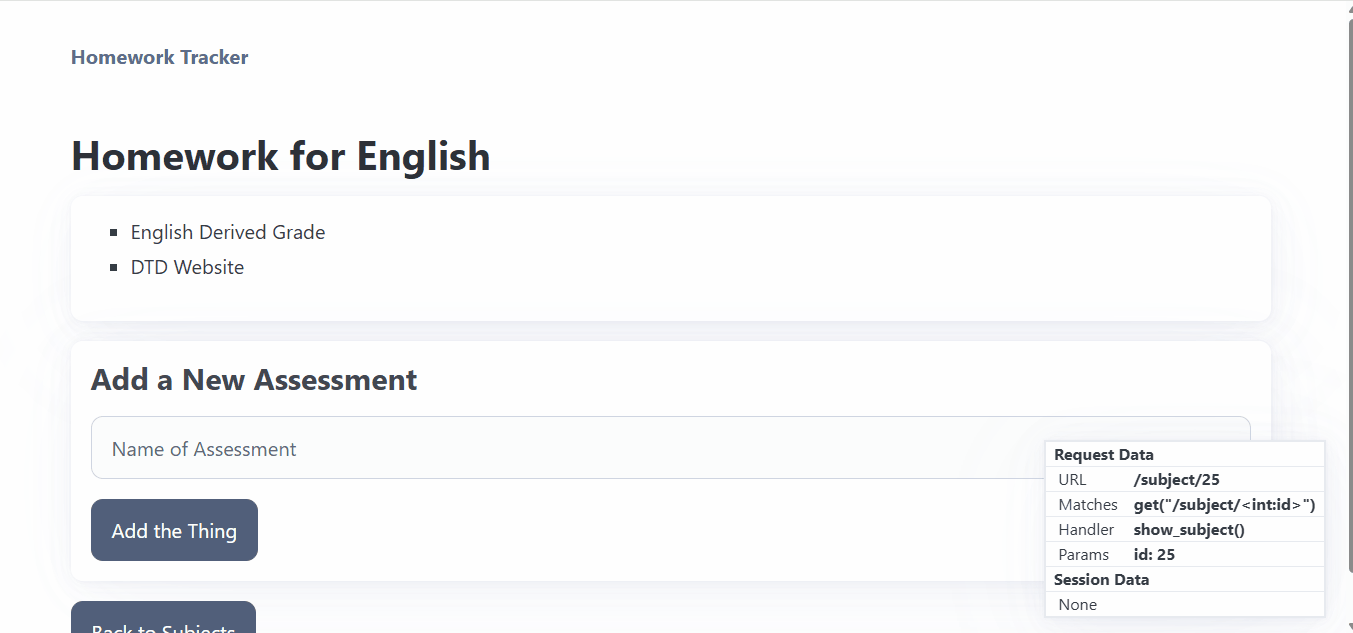 Homework Tracker
Homework for English
English Derived Grade
DTD Website
Add a New Assessment
Name of Assessment
Add the Thing
Back to Subjects
Request Data
URL /subject/25
Matches get("/subject/<int:id>")
Handler show_subject()
Params id: 25
Session Data
None